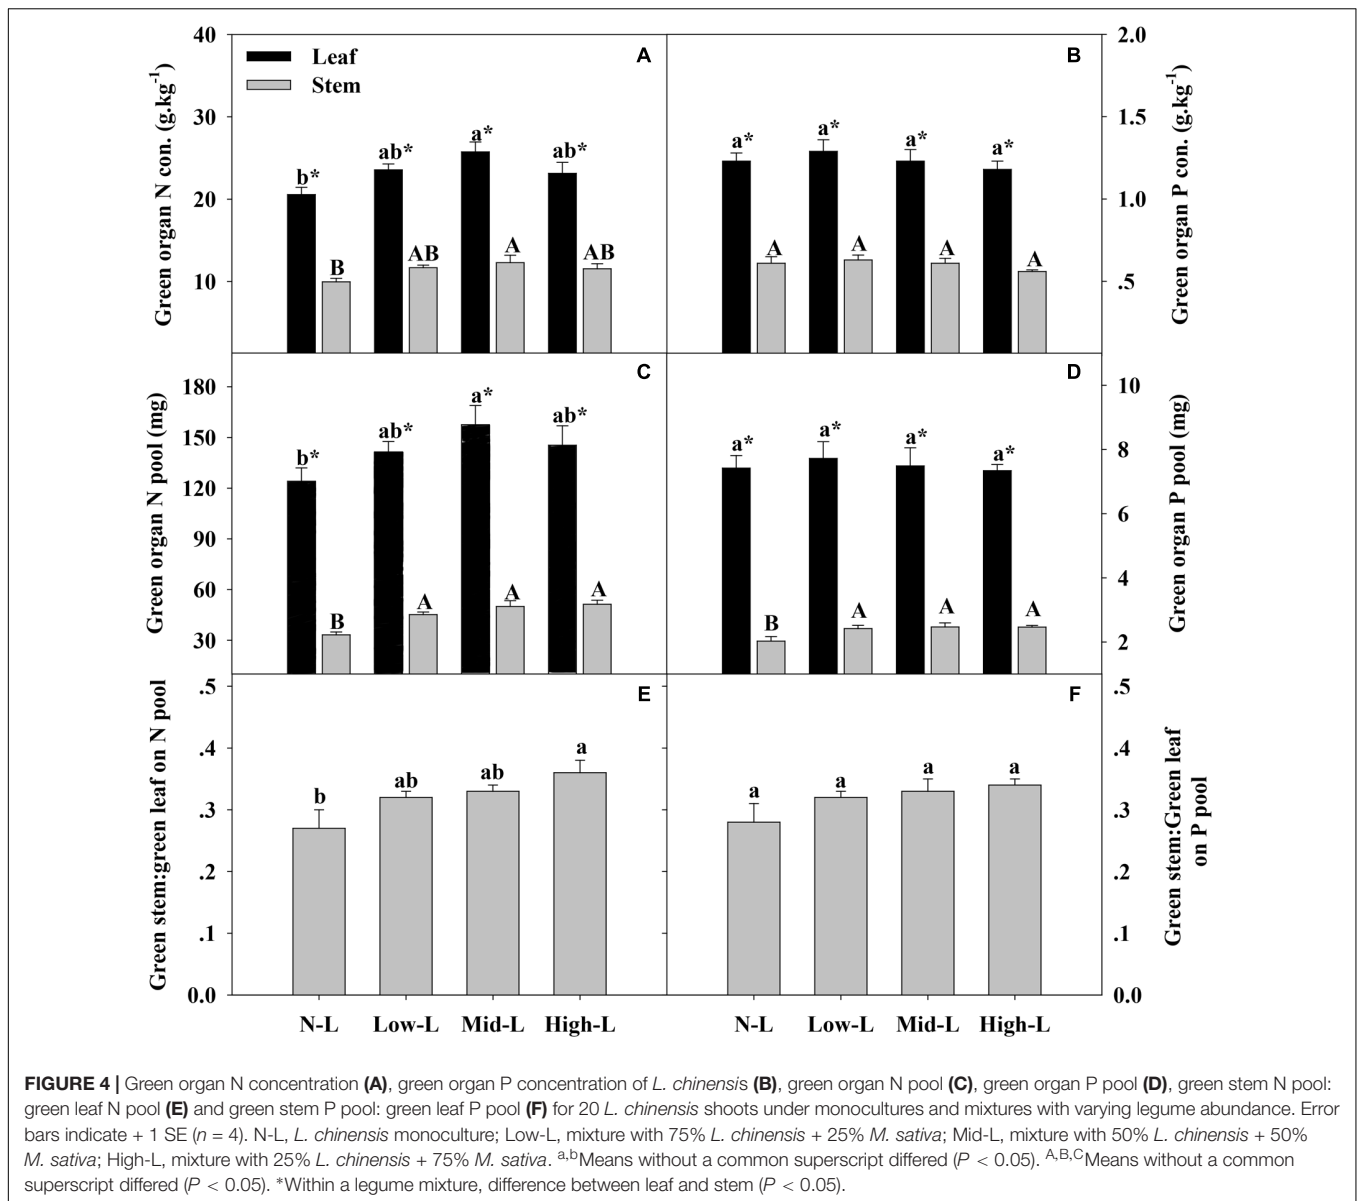 40
30
20
10
Green organ N con. (g.kg-1)
Leaf
Stem
A
b*
ab*
a*
ab*
B
AB
A
AB
B
a*
a*
a*
a*
A
A
A
A
2.0
1.5
1.0
.5
Green organ P con. (g.kg-1)
180
150
120
90
60
30
Green organ N pool (mg)
C
b*
ab*
a*
ab*
B
A
A
A
D
a*
a*
a*
a*
B
A
A
A
10
8
6
4
2
Green organ P pool (mg)
.5
.4
.3
.2
.1
0.0
Green stem:green leaf on N pool
E
b
ab
ab
a
F
a
a
a
a
.5
.4
.3
.2
.1
0.0
Green stem:Green leaf
on P pool
N-L Low-L Mid-L High-L
N-L Low-L Mid-L High-L
FIGURE 4 | Green organ N concentration (A), green organ P concentration of L. chinensis (B), green organ N pool (C), green organ P pool (D), green stem N pool:
green leaf N pool (E) and green stem P pool: green leaf P pool (F) for 20 L. chinensis shoots under monocultures and mixtures with varying legume abundance. Error
bars indicate + 1 SE (n = 4). N-L, L. chinensis monoculture; Low-L, mixture with 75% L. chinensis + 25% M. sativa; Mid-L, mixture with 50% L. chinensis + 50%
M. sativa; High-L, mixture with 25% L. chinensis + 75% M. sativa. a,bMeans without a common superscript differed (P < 0.05). A,B,CMeans without a common
superscript differed (P < 0.05). *Within a legume mixture, difference between leaf and stem (P < 0.05).